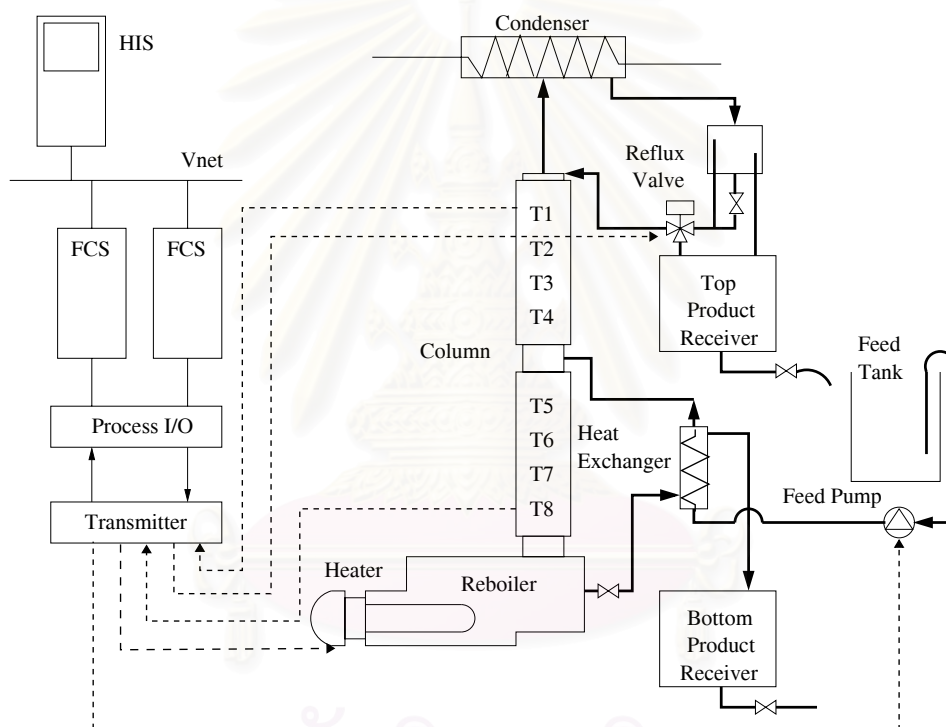 Condenser
HIS
Vnet
Reflux
Valve
FCS
FCS
T1
T2
T3
T4
Top
Product
Receiver
Column
Feed
Tank
T5
T6
T7
T8
Heat
Exchanger
Process I/O
Feed Pump
Transmitter
Heater
Reboiler
Bottom
Product
Receiver